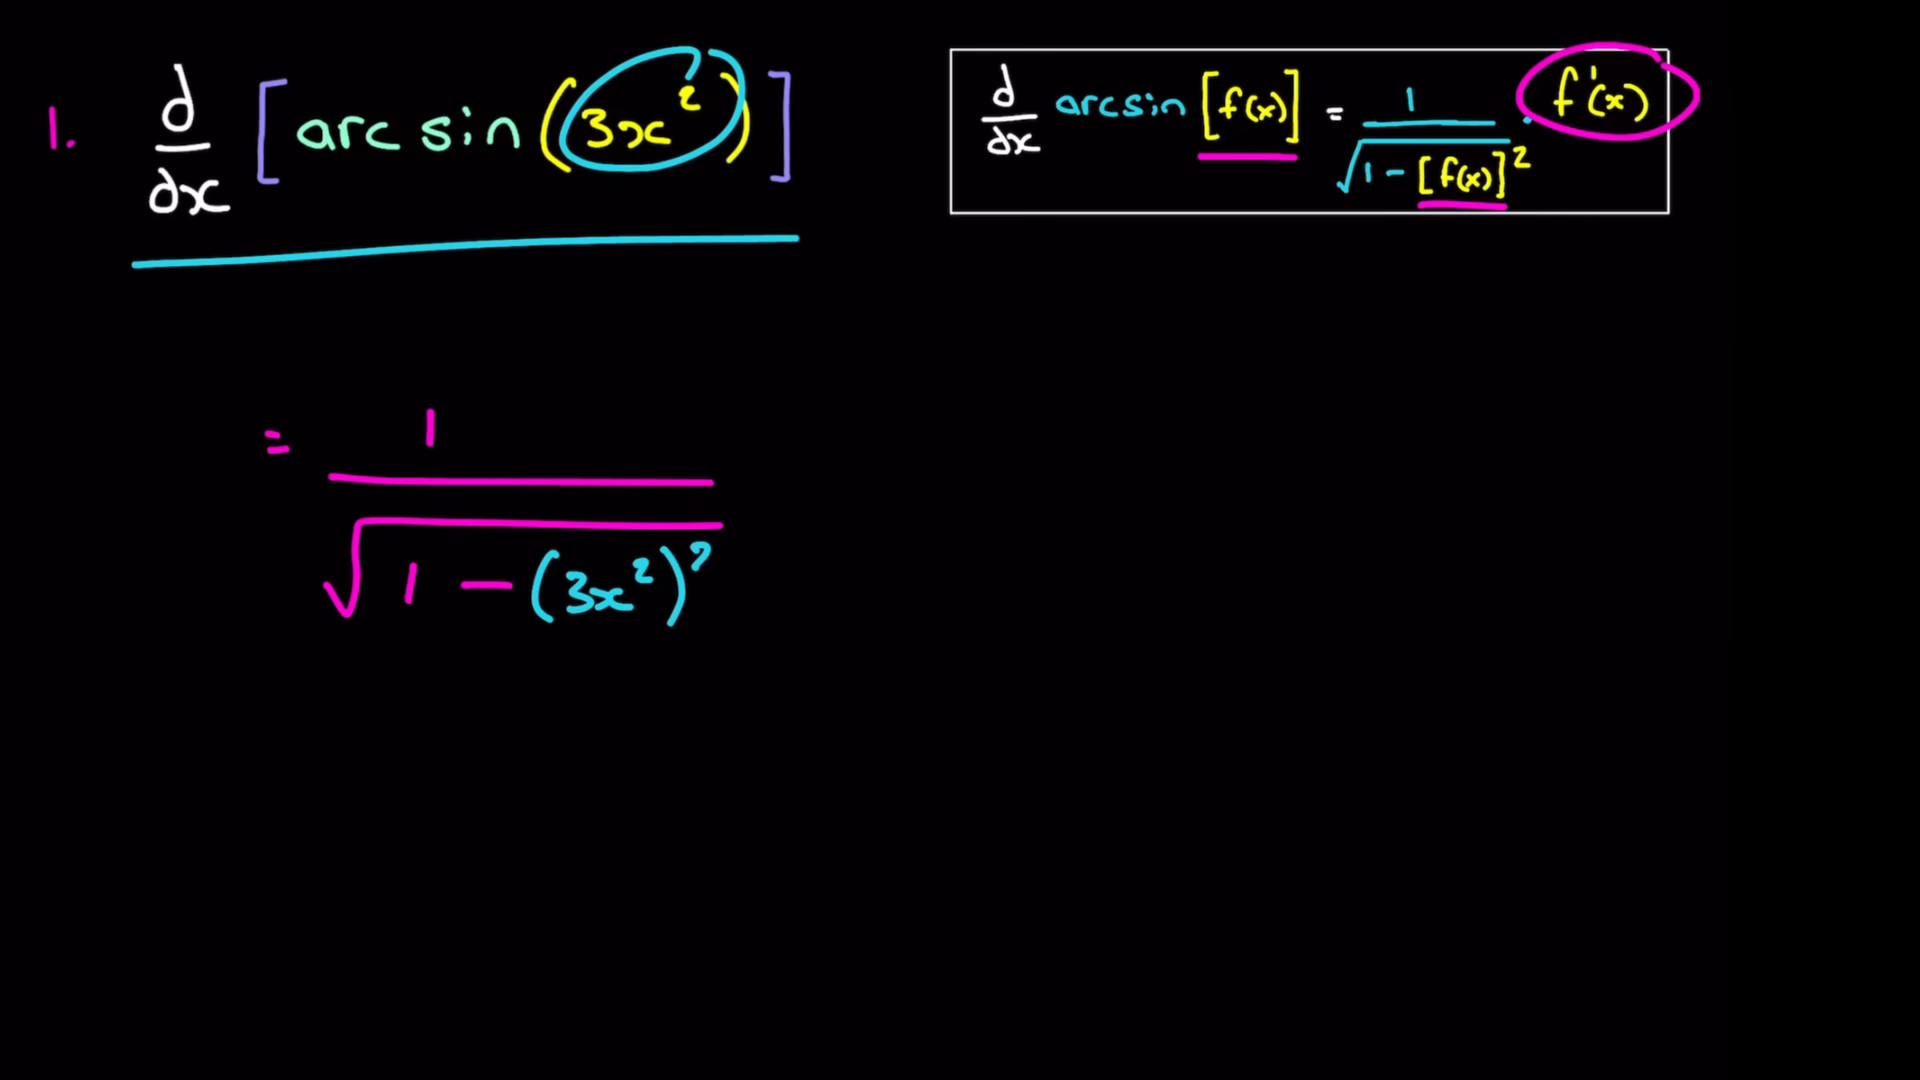 1. d/dx [arcsin(3x²)]
d/dx arcsin [f(x)] = 1/√(1 - [f(x)]²) · f'(x)
= 1/√(1 - (3x²)²)